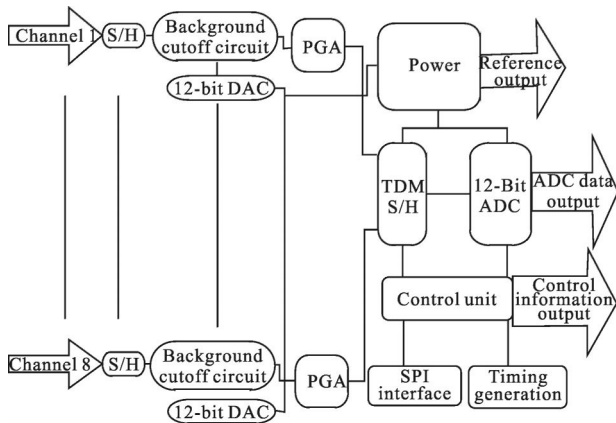 Channel 1
S/H
Background
cutoff circuit
PGA
12-bit DAC
Power
Reference
output
TDM
S/H
12-Bit
ADC
ADC data
output
Control unit
Control
information
output
Channel 8
S/H
Background
cutoff circuit
PGA
12-bit DAC
SPI
interface
Timing
generation